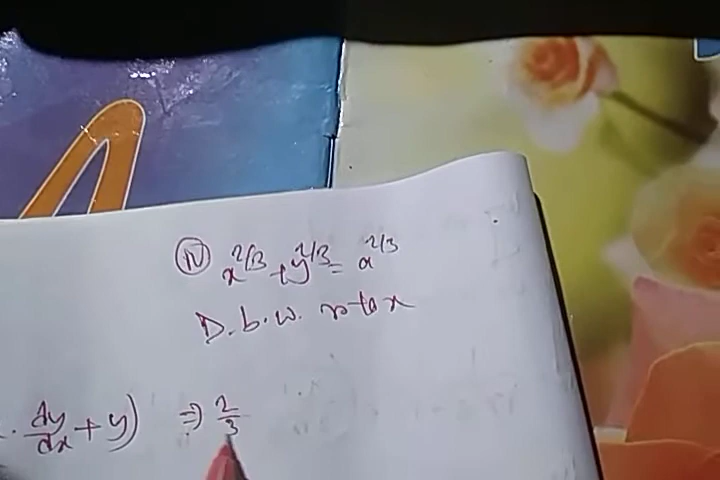 (IV) x^2/3 + y^2/3 = a^2/3
D.b.w. r to x
. dy/dx + y) ⇒ 2/3